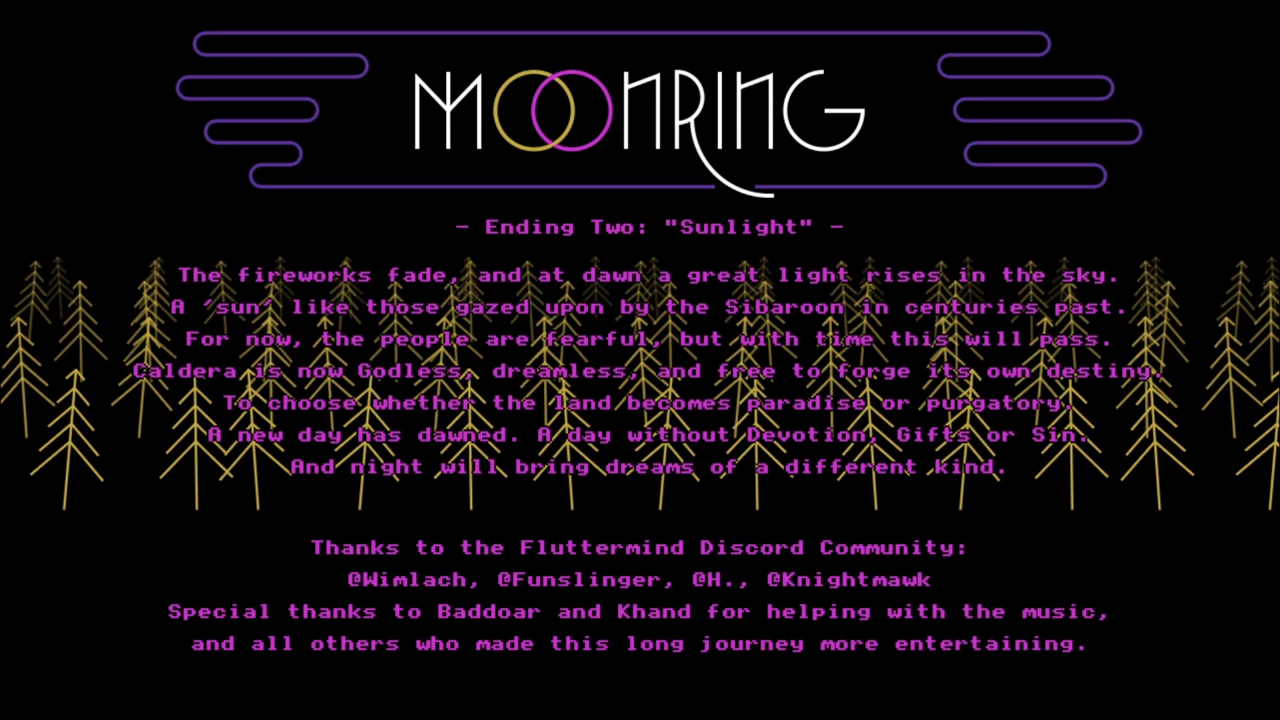 MOONRING
- Ending Two: "Sunlight" -
The fireworks fade, and at dawn a great light rises in the sky.
A 'sun' like those gazed upon by the Sibaroon in centuries past.
For now, the people are fearful, but with time this will pass.
Caldera is now Godless, dreamless, and free to forge its own destiny.
To choose whether the land becomes paradise or purgatory.
A new day has dawned. A day without Devotion, Gifts or Sin.
And night will bring dreams of a different kind.
Thanks to the Fluttermind Discord Community:
@Wimlach, @Funslinger, @H., @Knightmawk
Special thanks to Baddoar and Khand for helping with the music,
and all others who made this long journey more entertaining.